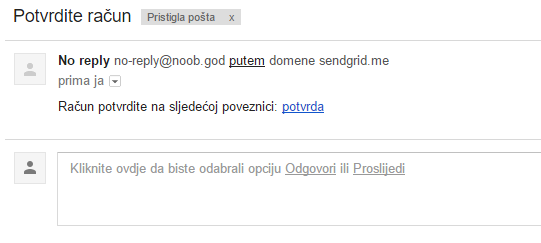 Potvrdite račun Pristigla pošta x
No reply no-reply@noob.god putem domene sendgrid.me
prima ja
Račun potvrdite na sljedećoj poveznici: potvrda
Kliknite ovdje da biste odabrali opciju Odgovori ili Proslijedi